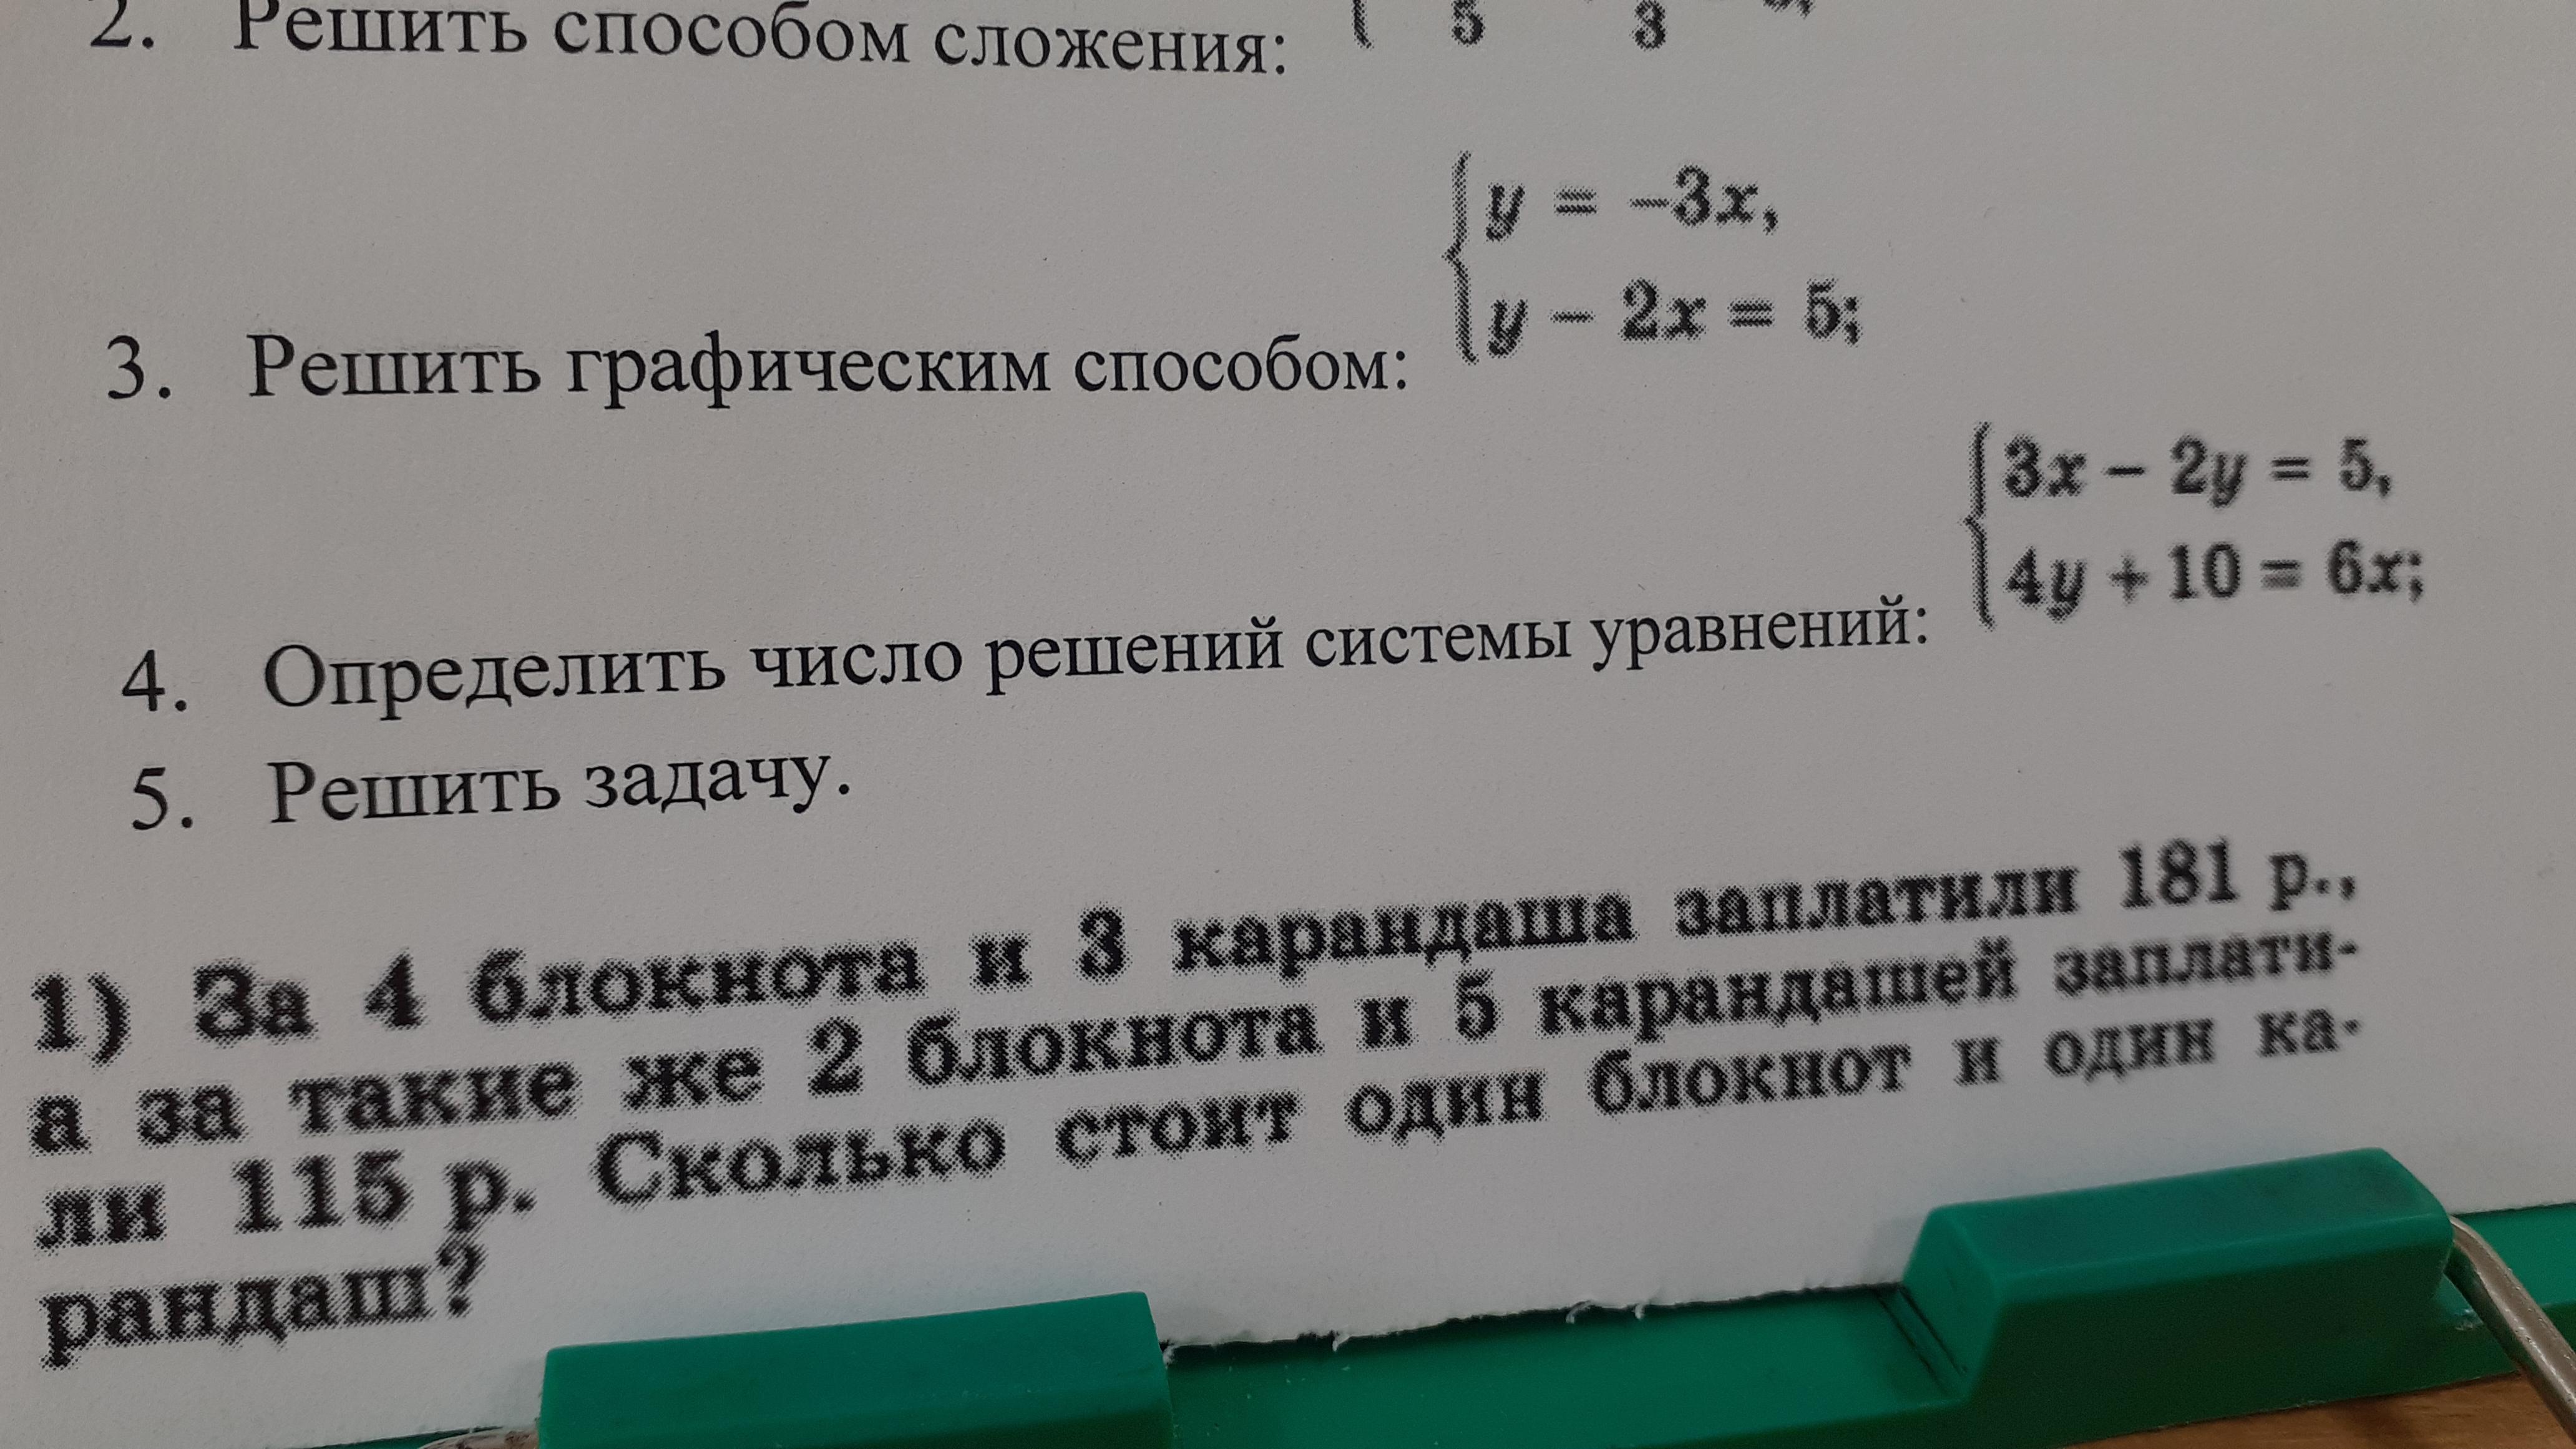 2. Решить способом сложения: 5 3
y = -3x,
y - 2x = 5;
3. Решить графическим способом:
3x - 2y = 5,
4y + 10 = 6x;
4. Определить число решений системы уравнений:
5. Решить задачу.
1) За 4 блокнота и 3 карандаша заплатили 181 р.,
а за такие же 2 блокнота и 5 карандашей заплати-
ли 115 р. Сколько стоит один блокнот и один ка-
рандаш?